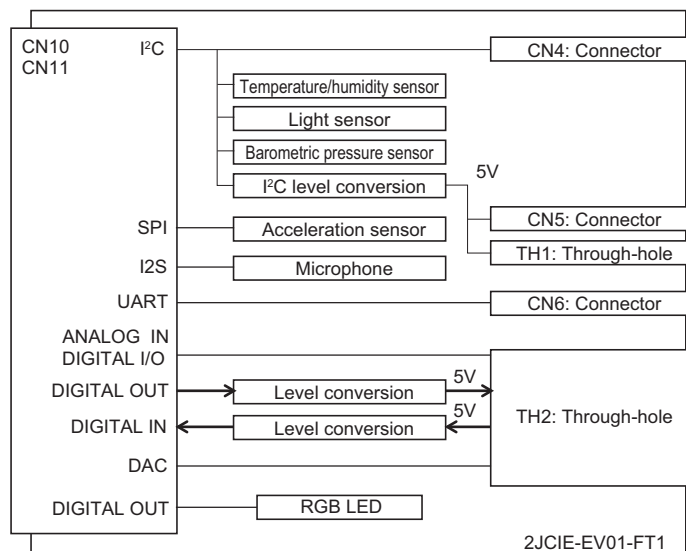 CN10
CN11
I²C
CN4: Connector
Temperature/humidity sensor
Light sensor
Barometric pressure sensor
I²C level conversion
5V
CN5: Connector
SPI
Acceleration sensor
TH1: Through-hole
I2S
Microphone
UART
CN6: Connector
ANALOG IN
DIGITAL I/O
DIGITAL OUT
Level conversion
5V
TH2: Through-hole
DIGITAL IN
Level conversion
5V
DAC
DIGITAL OUT
RGB LED
2JCIE-EV01-FT1